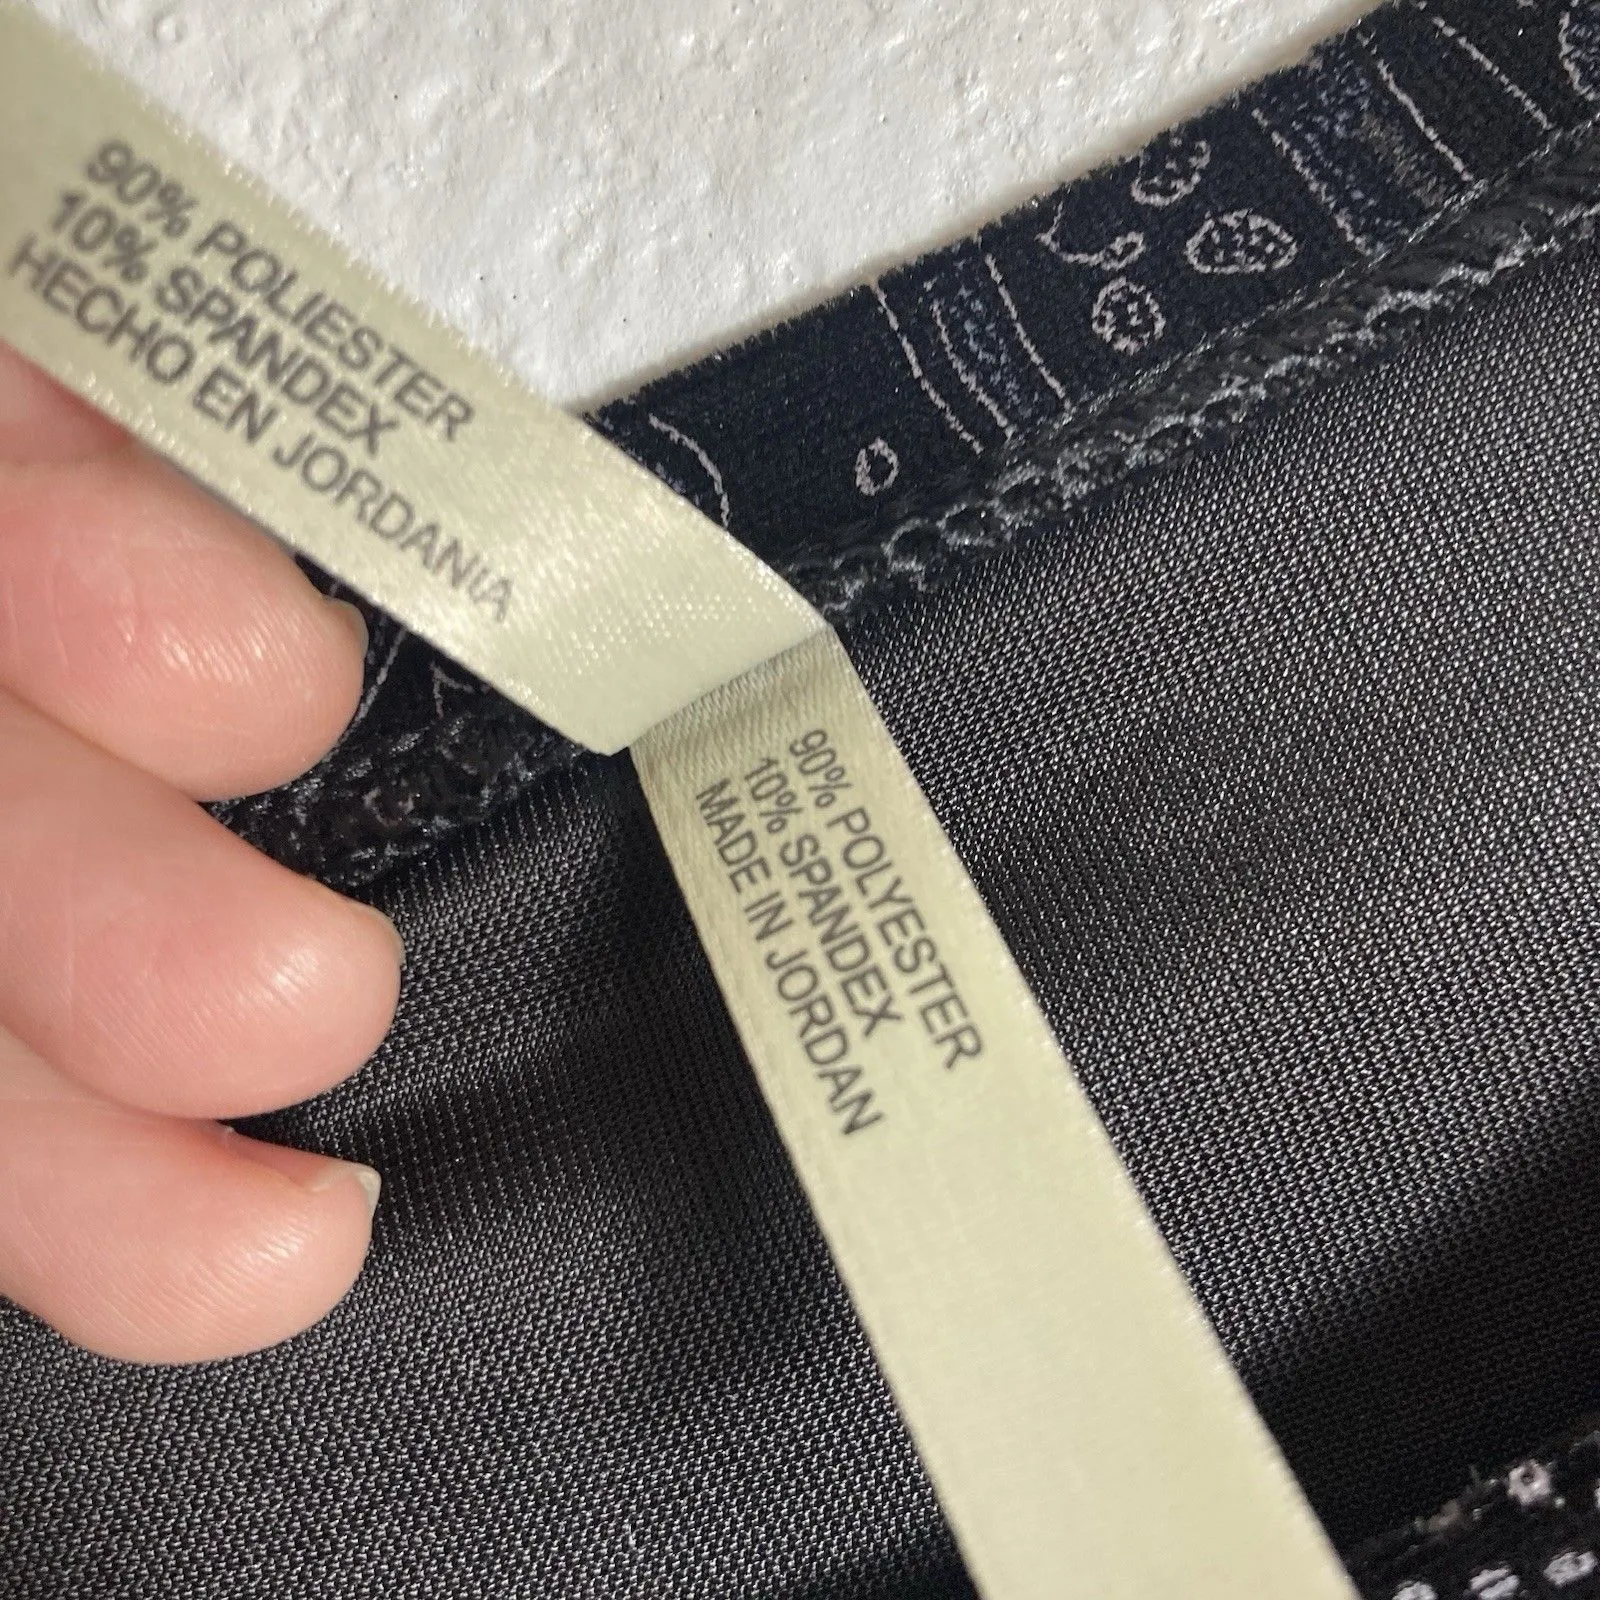 90% POLIESTER
10% SPANDEX
HECHO EN JORDANIA
90% POLYESTER
10% SPANDEX
MADE IN JORDAN